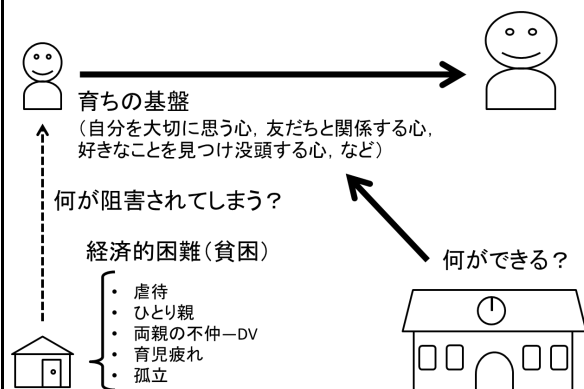 育ちの基盤
（自分を大切に思う心，友だちと関係する心，
好きなことを見つけ没頭する心，など）
何が阻害されてしまう？
経済的困難（貧困）
何ができる？
・ 虐待
・ ひとり親
・ 両親の不仲―DV
・ 育児疲れ
・ 孤立